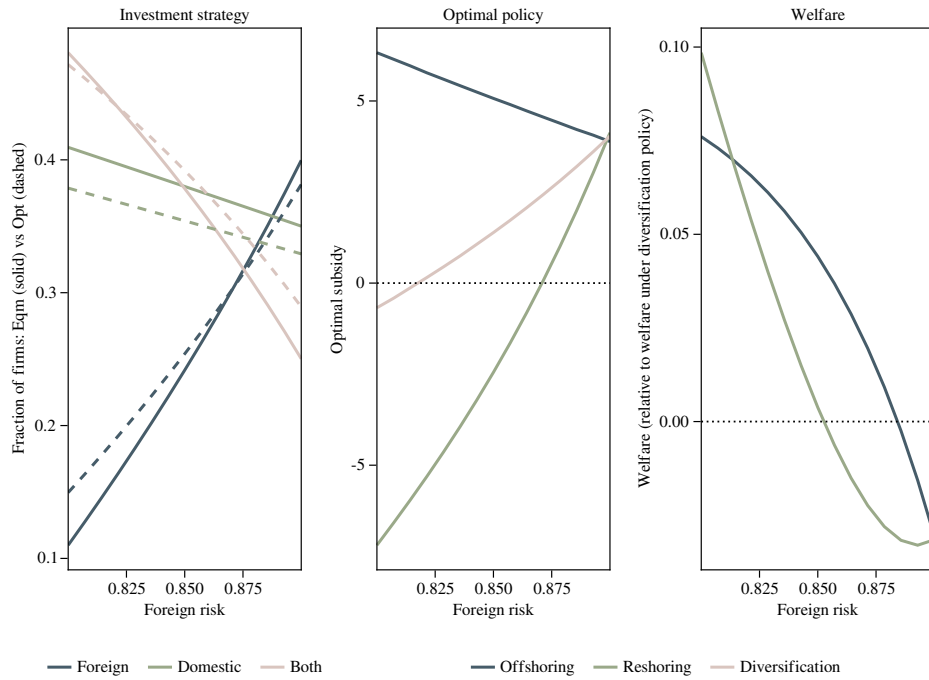 Investment strategy
Optimal policy
Welfare
Fraction of firms: Eqm (solid) vs Opt (dashed)
0.4
0.3
0.2
0.1
0.825
0.850
0.875
Foreign risk
Optimal subsidy
5
0
-5
0.825
0.850
0.875
Foreign risk
Welfare (relative to welfare under diversification policy)
0.10
0.05
0.00
0.825
0.850
0.875
Foreign risk
Foreign
Domestic
Both
Offshoring
Reshoring
Diversification